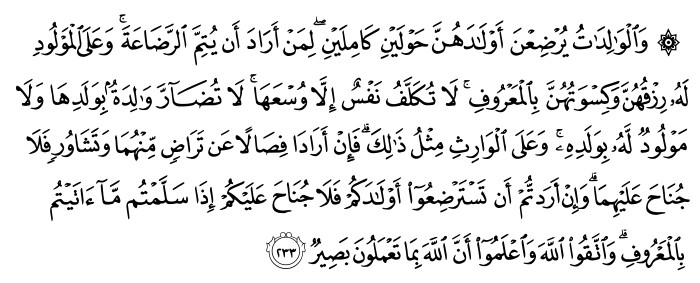 ۞ وَٱلْوَٰلِدَٰتُ يُرْضِعْنَ أَوْلَٰدَهُنَّ حَوْلَيْنِ كَامِلَيْنِ ۖ لِمَنْ أَرَادَ أَن يُتِمَّ ٱلرَّضَاعَةَ ۚ وَعَلَى ٱلْمَوْلُودِ
لَهُۥ رِزْقُهُنَّ وَكِسْوَتُهُنَّ بِٱلْمَعْرُوفِ ۚ لَا تُكَلَّفُ نَفْسٌ إِلَّا وُسْعَهَا ۚ لَا تُضَآرَّ وَٰلِدَةٌۢ بِوَلَدِهَا وَلَا
مَوْلُودٌ لَّهُۥ بِوَلَدِهِۦ ۚ وَعَلَى ٱلْوَارِثِ مِثْلُ ذَٰلِكَ ۗ فَإِنْ أَرَادَا فِصَالًا عَن تَرَاضٍ مِّنْهُمَا وَتَشَاوُرٍ فَلَا
جُنَاحَ عَلَيْهِمَا ۗ وَإِنْ أَرَدتُّمْ أَن تَسْتَرْضِعُوٓا۟ أَوْلَٰدَكُمْ فَلَا جُنَاحَ عَلَيْكُمْ إِذَا سَلَّمْتُم مَّآ ءَاتَيْتُم
بِٱلْمَعْرُوفِ ۗ وَٱتَّقُوا۟ ٱللَّهَ وَٱعْلَمُوٓا۟ أَنَّ ٱللَّهَ بِمَا تَعْمَلُونَ بَصِيرٌ ۝٢٣٣